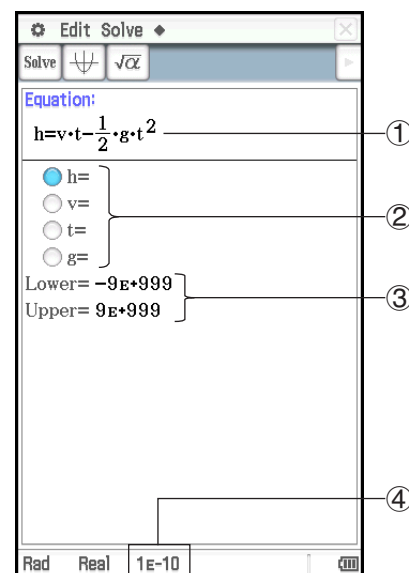 Edit Solve ◆
Solve √α
Equation:
h=v·t−1/2·g·t² ①
h=
v=
t=
g=
②
Lower= −9ᴇ+999
Upper= 9ᴇ+999
③
④
Rad Real 1ᴇ−10